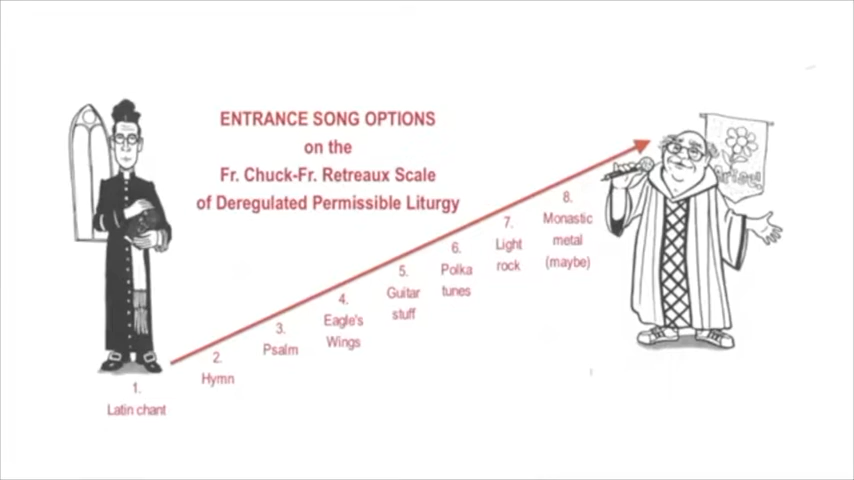 ENTRANCE SONG OPTIONS
on the
Fr. Chuck-Fr. Retreaux Scale
of Deregulated Permissible Liturgy
1.
Latin chant
2.
Hymn
3.
Psalm
4.
Eagle's
Wings
5.
Guitar
stuff
6.
Polka
tunes
7.
Light
rock
8.
Monastic
metal
(maybe)